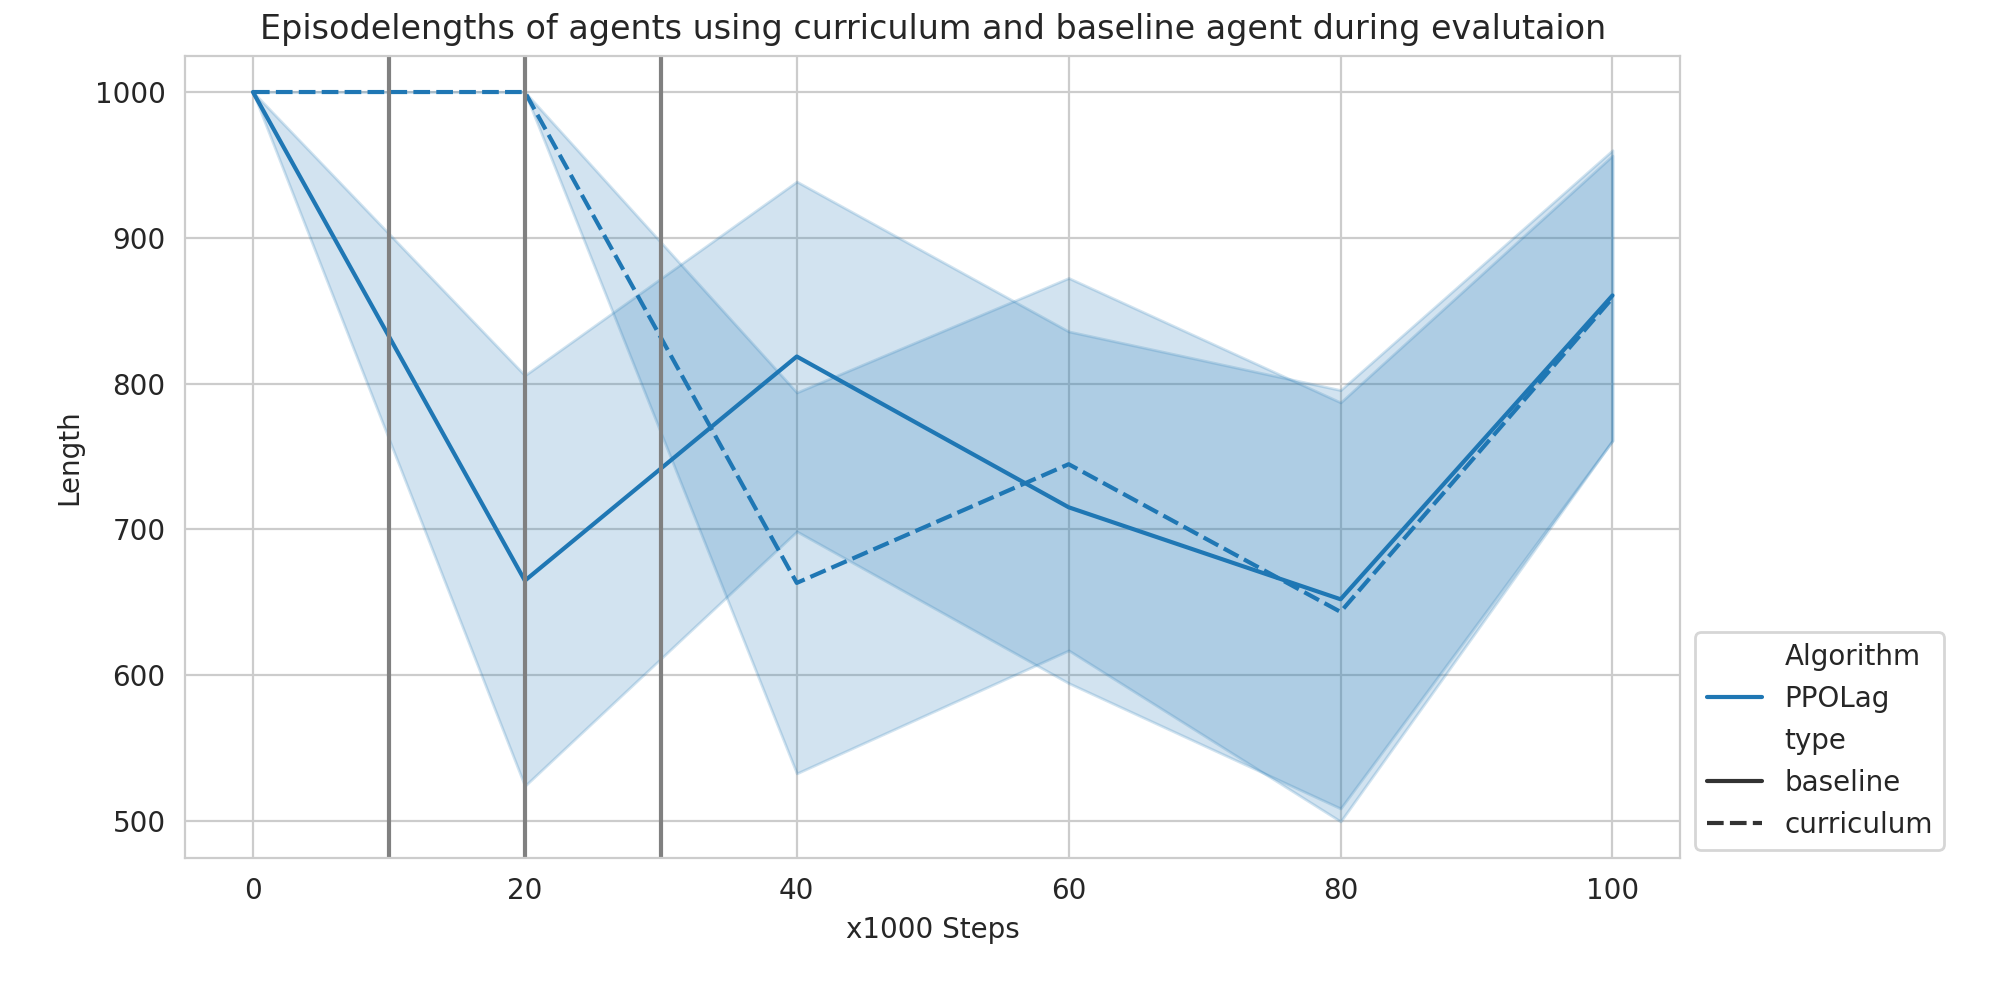 Episodelengths of agents using curriculum and baseline agent during evalutaion
1000
900
800
700
600
500
Length
0 20 40 60 80 100
x1000 Steps
Algorithm
PPOLag
type
baseline
curriculum